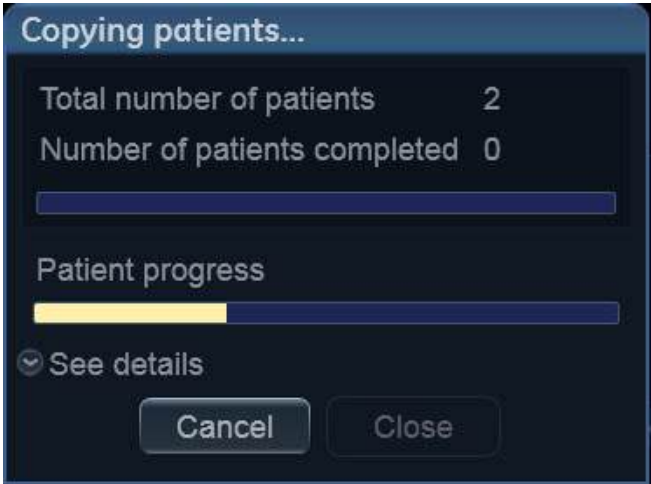 Copying patients...
Total number of patients 2
Number of patients completed 0
Patient progress
See details
Cancel Close